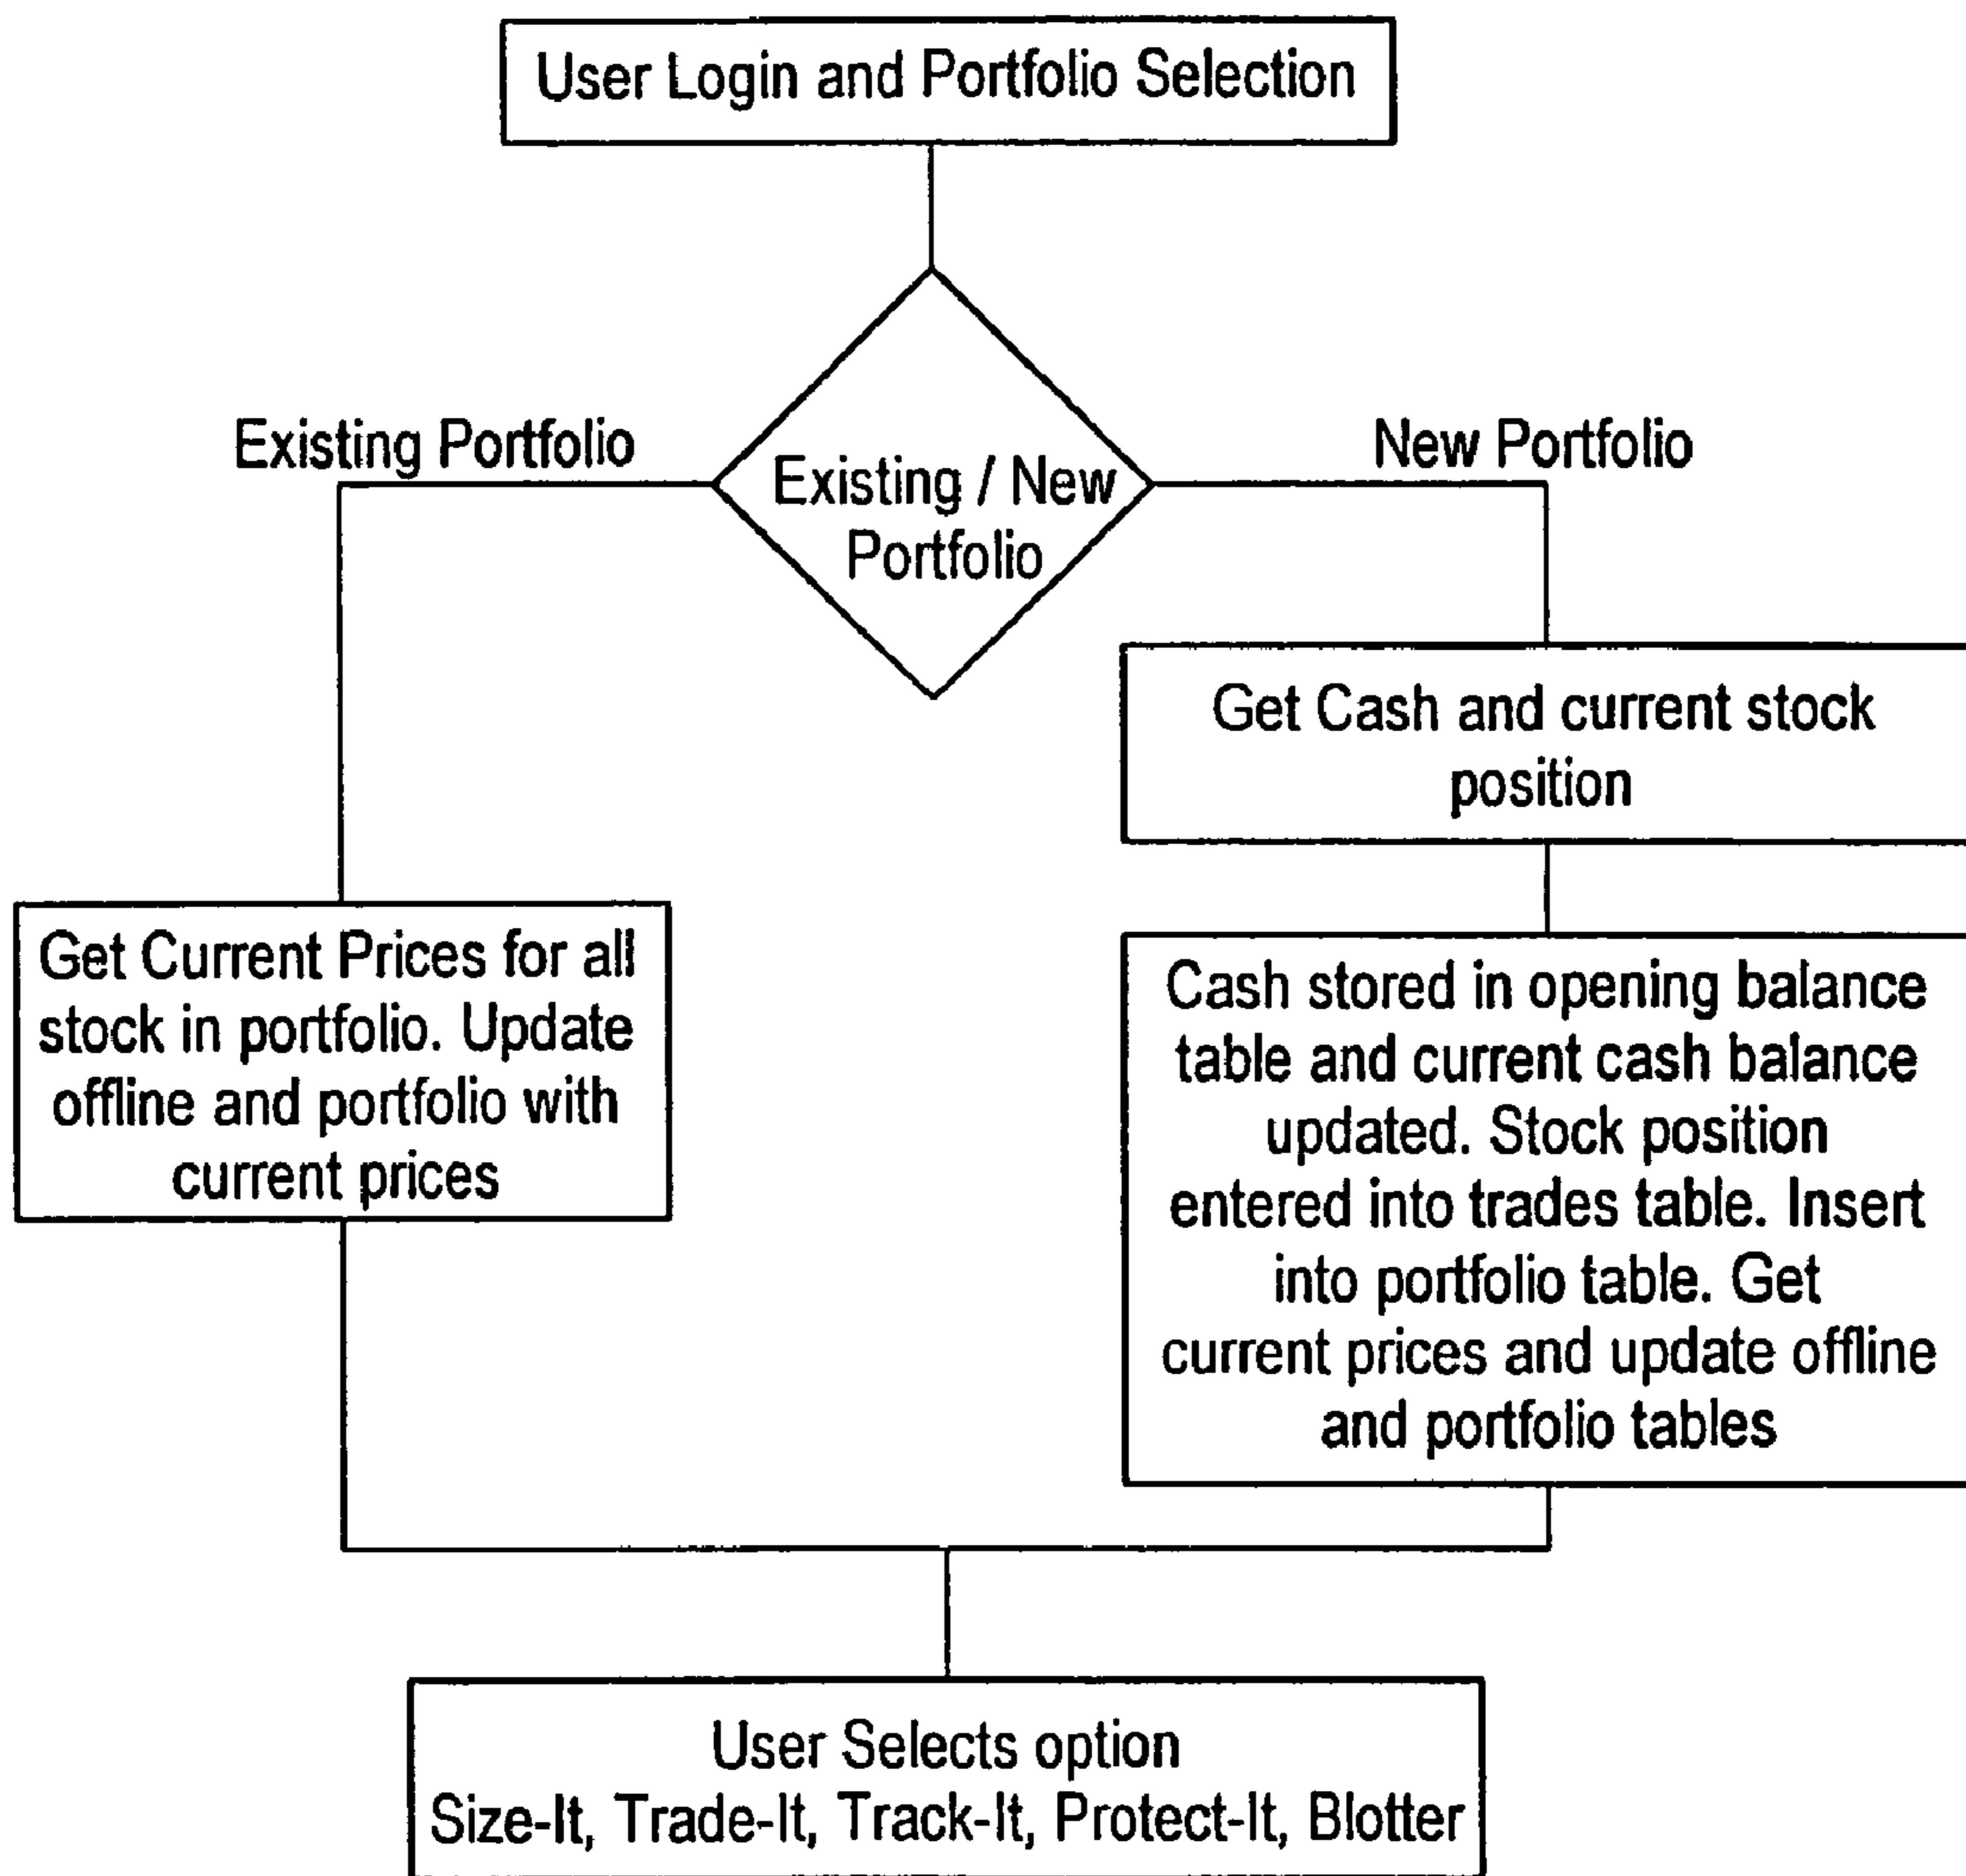 User Login and Portfolio Selection
Existing Portfolio
New Portfolio
Existing / New
Portfolio
Get Cash and current stock
position
Get Current Prices for all
stock in portfolio. Update
offline and portfolio with
current prices
Cash stored in opening balance
table and current cash balance
updated. Stock position
entered into trades table. Insert
into portfolio table. Get
current prices and update offline
and portfolio tables
User Selects option
Size-It, Trade-It, Track-It, Protect-It, Blotter